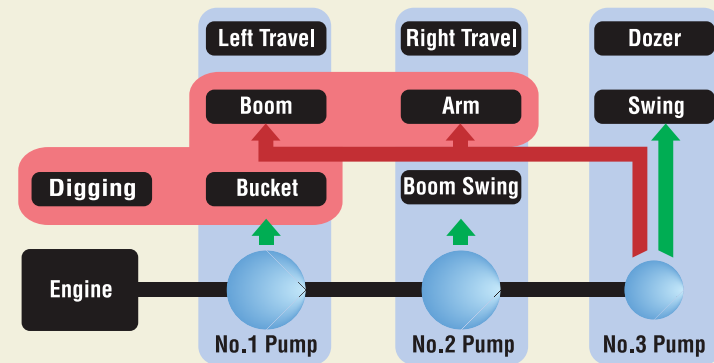 Left Travel
Right Travel
Dozer
Boom
Arm
Swing
Digging
Bucket
Boom Swing
Engine
No.1 Pump
No.2 Pump
No.3 Pump